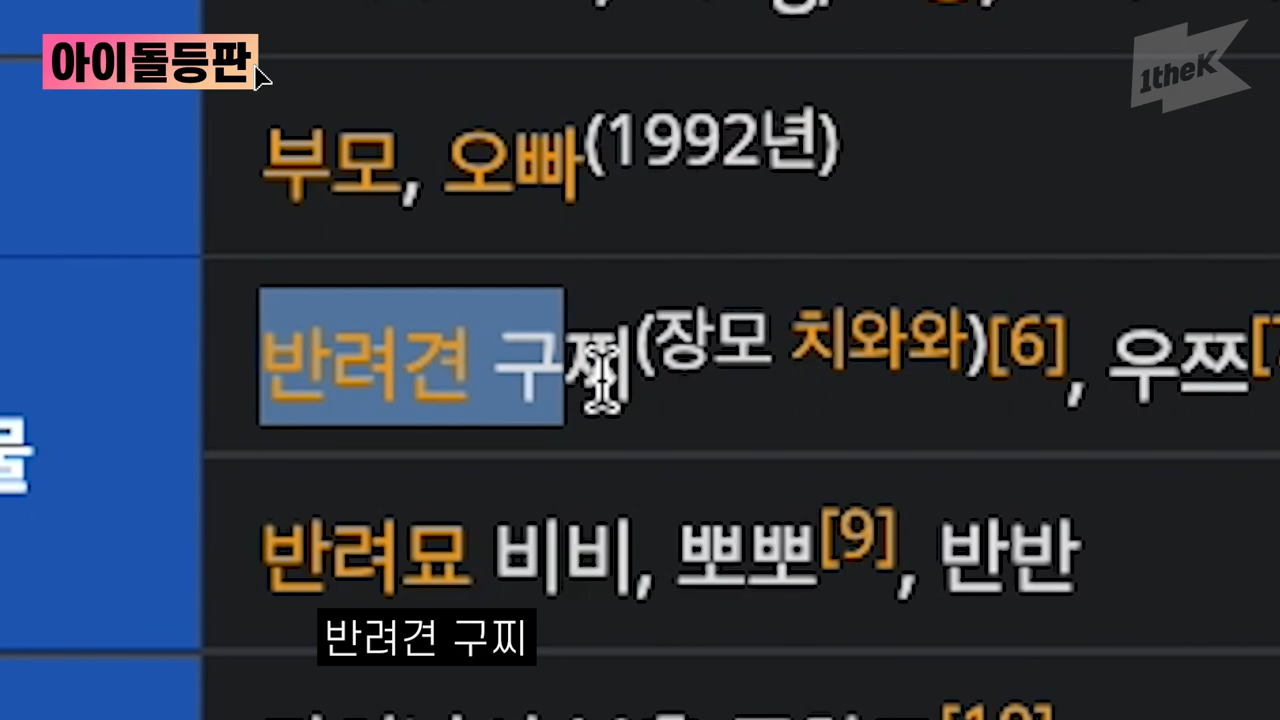 아이돌등판
1theK
부모, 오빠(1992년)
반려견 구찌(장모 치와와)[6], 우쯔[7
물
반려묘 비비, 뽀뽀[9], 반반
반려견 구찌